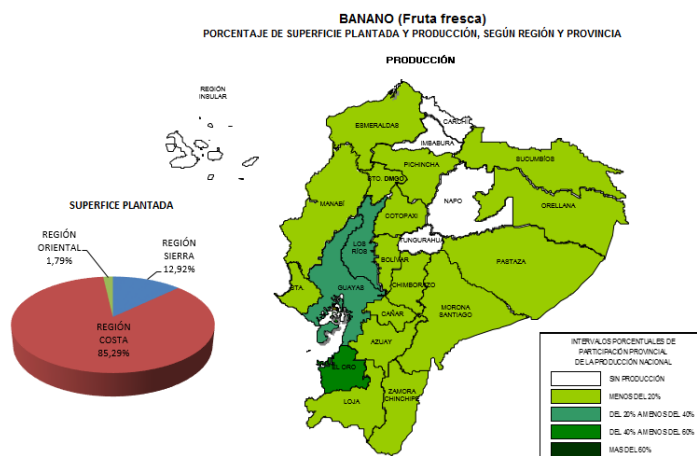 BANANO (Fruta fresca)
PORCENTAJE DE SUPERFICIE PLANTADA Y PRODUCCIÓN, SEGÚN REGIÓN Y PROVINCIA
PRODUCCIÓN
REGIÓN
INSULAR
ESMERALDAS
CARCHI
IMBABURA
PICHINCHA
SUCUMBÍOS
STO. DMGO
MANABÍ
NAPO
ORELLANA
COTOPAXI
LOS
RÍOS
TUNGURAHUA
BOLÍVAR
PASTAZA
CHIMBORAZO
GUAYAS
MORONA
SANTIAGO
CAÑAR
AZUAY
EL ORO
LOJA
ZAMORA
CHINCHIPE
SUPERFICE PLANTADA
REGIÓN
ORIENTAL
1,79%
REGIÓN
SIERRA
12,92%
REGIÓN
COSTA
85,29%
INTERVALOS PORCENTUALES DE
PARTICIPACIÓN PROVINCIAL
DE LA PRODUCCIÓN NACIONAL
SIN PRODUCCIÓN
MENOS DEL 20%
DEL 20% A MENOS DEL 40%
DEL 40% A MENOS DEL 60%
MAS DEL 60%